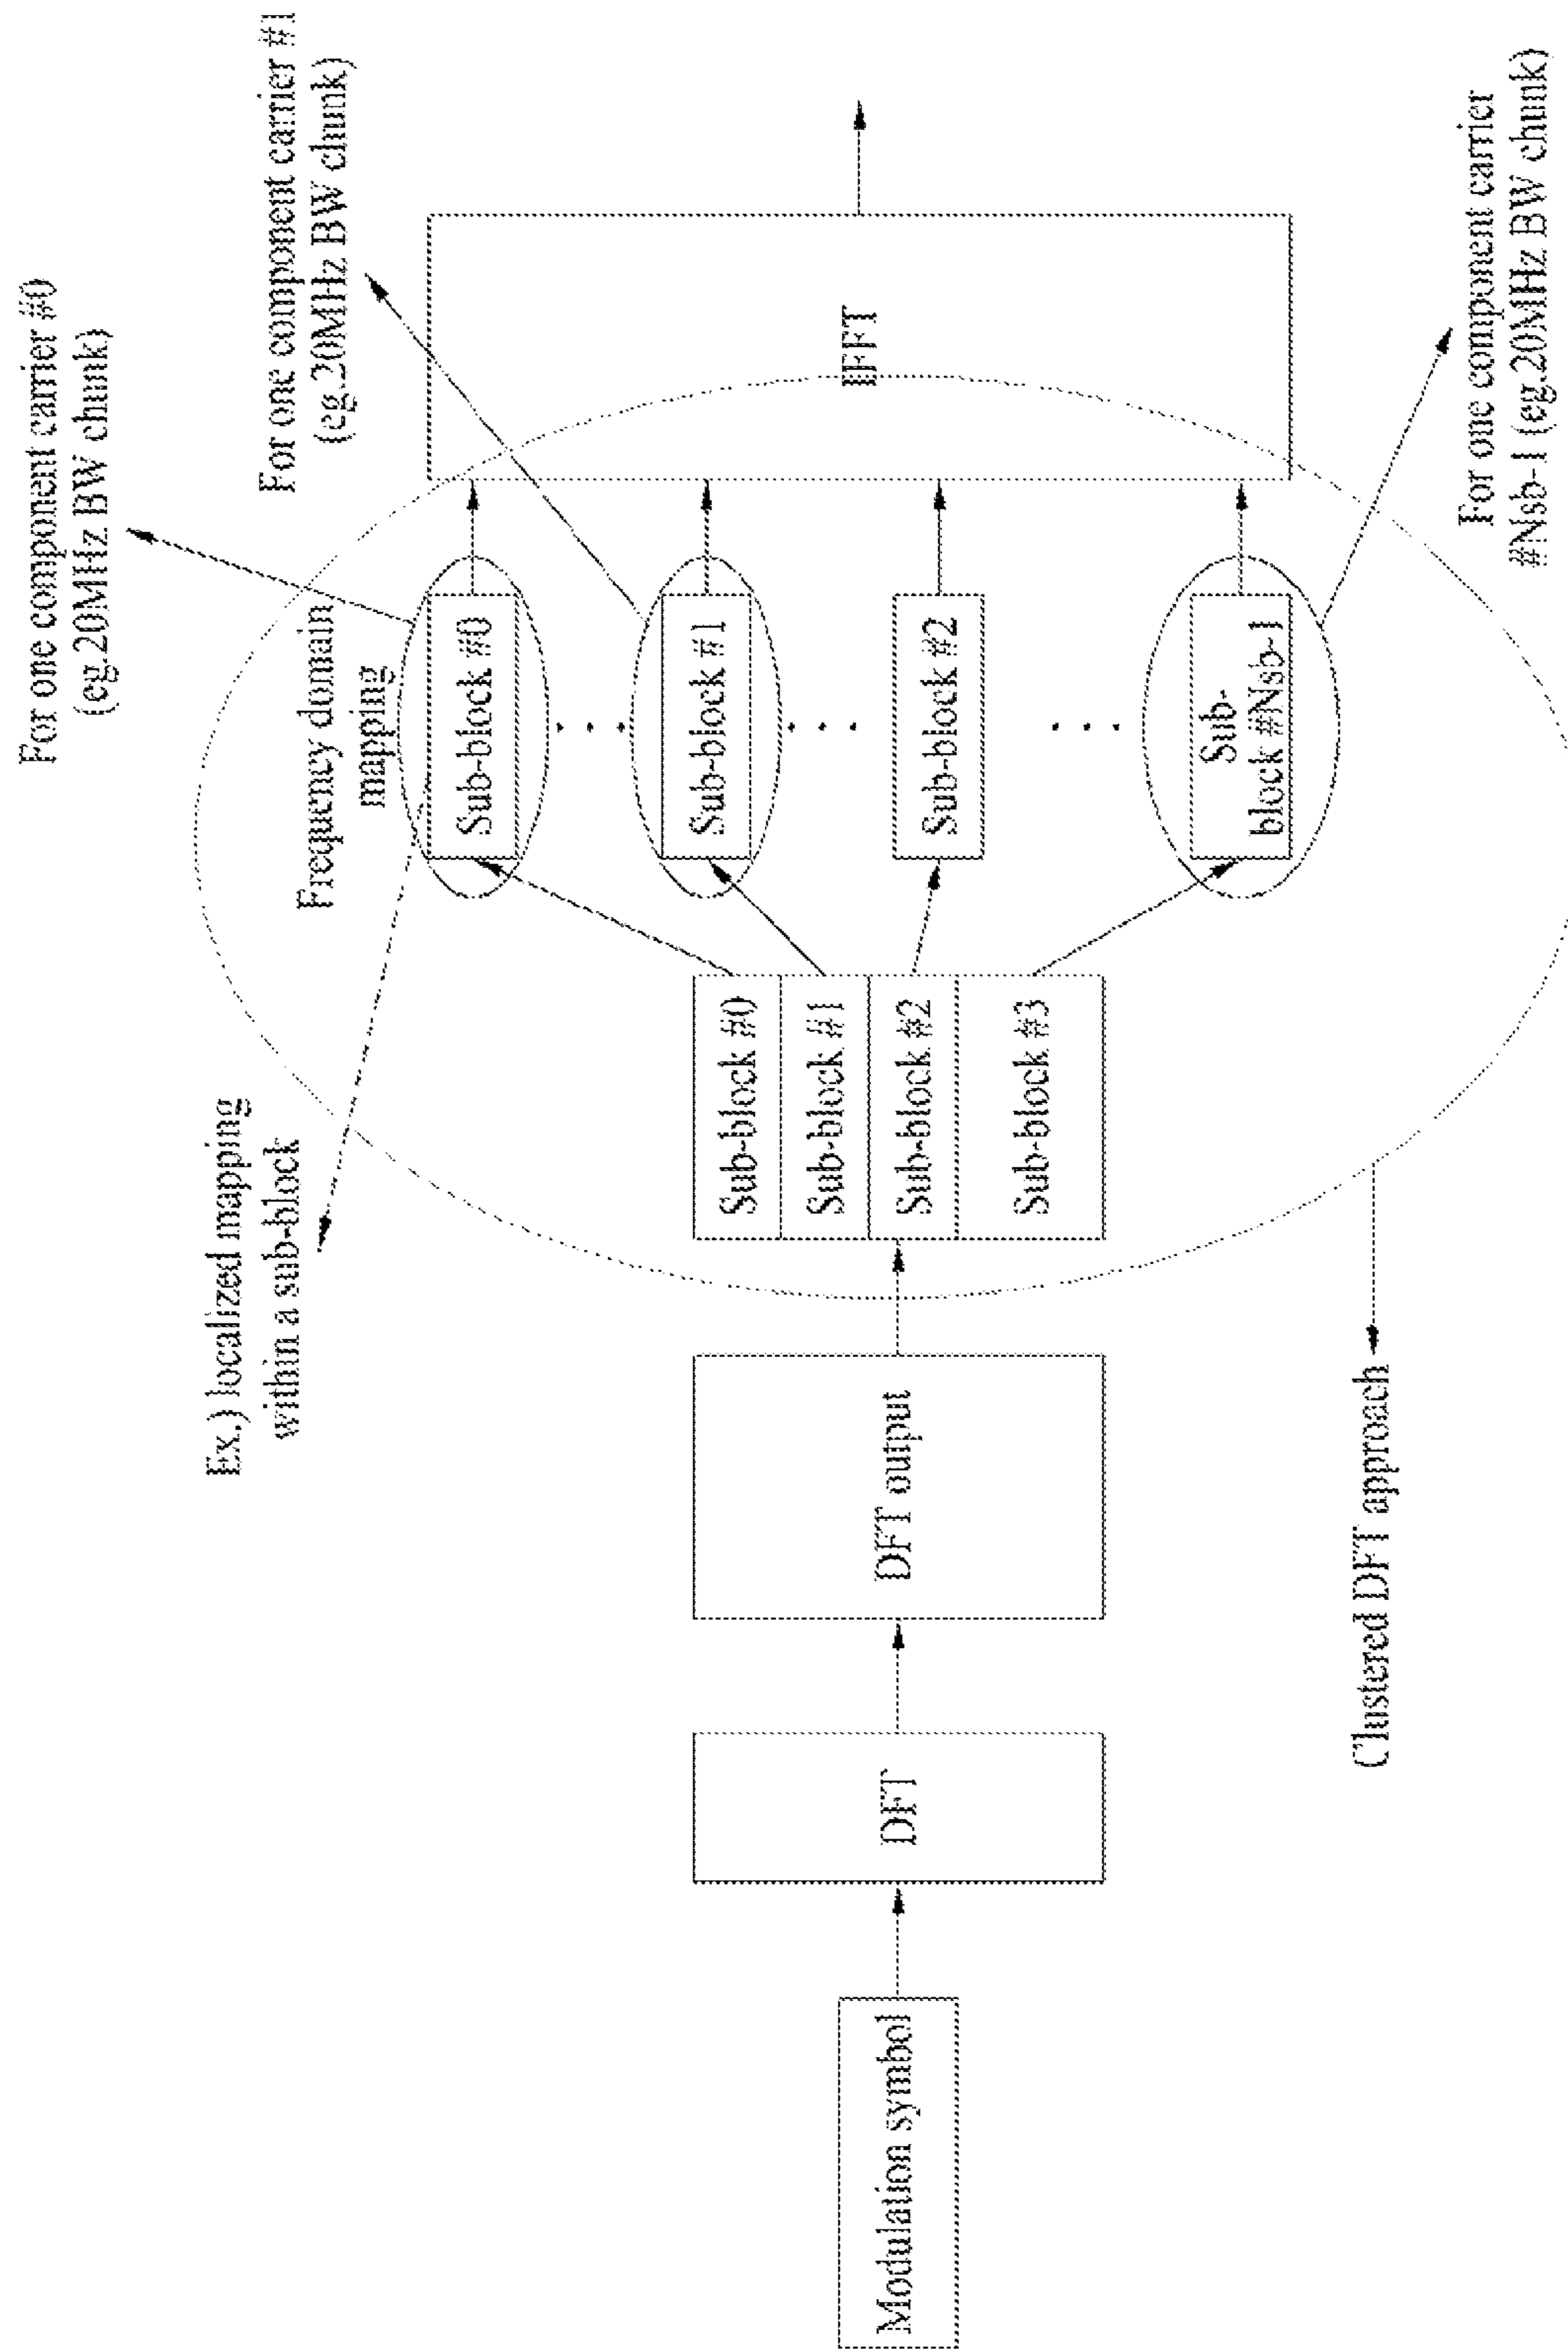 For one component carrier #0
(eg.20MHz BW chunk)
For one component carrier #1
(eg.20MHz BW chunk)
Ex.) localized mapping
within a sub-block
Frequency domain
mapping
Modulation symbol
DFT
DFT output
Sub-block #0
Sub-block #1
Sub-block #2
Sub-block #3
Sub-block #0
Sub-block #1
Sub-block #2
Sub-
block #Nsb-1
IFFT
Clustered DFT approach
For one component carrier
#Nsb-1 (eg.20MHz BW chunk)